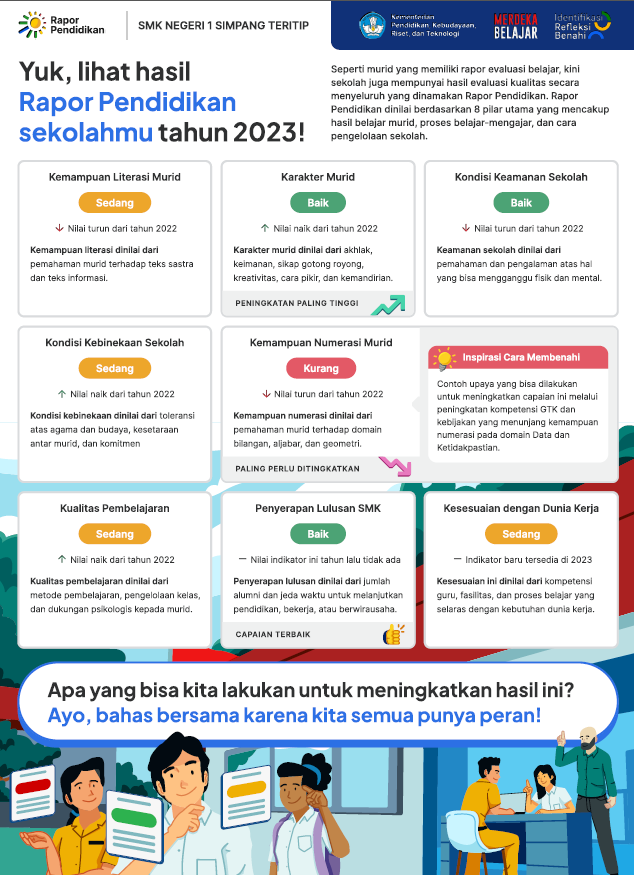 Rapor
Pendidikan
SMK NEGERI 1 SIMPANG TERITIP
Kementerian
Pendidikan, Kebudayaan,
Riset, dan Teknologi
MERDEKA
BELAJAR
Identifikasi
Refleksi
Benahi
Yuk, lihat hasil
Rapor Pendidikan
sekolahmu tahun 2023!
Seperti murid yang memiliki rapor evaluasi belajar, kini
sekolah juga mempunyai hasil evaluasi kualitas secara
menyeluruh yang dinamakan Rapor Pendidikan. Rapor
Pendidikan dinilai berdasarkan 8 pilar utama yang mencakup
hasil belajar murid, proses belajar-mengajar, dan cara
pengelolaan sekolah.
Kemampuan Literasi Murid
Sedang
↓ Nilai turun dari tahun 2022
Kemampuan literasi dinilai dari
pemahaman murid terhadap teks sastra
dan teks informasi.
Karakter Murid
Baik
↑ Nilai naik dari tahun 2022
Karakter murid dinilai dari akhlak,
keimanan, sikap gotong royong,
kreativitas, cara pikir, dan kemandirian.
PENINGKATAN PALING TINGGI
Kondisi Keamanan Sekolah
Baik
↓ Nilai turun dari tahun 2022
Keamanan sekolah dinilai dari
pemahaman dan pengalaman atas hal
yang bisa mengganggu fisik dan mental.
Kondisi Kebinekaan Sekolah
Sedang
↑ Nilai naik dari tahun 2022
Kondisi kebinekaan dinilai dari toleransi
atas agama dan budaya, kesetaraan
antar murid, dan komitmen
Kemampuan Numerasi Murid
Kurang
↓ Nilai turun dari tahun 2022
Kemampuan numerasi dinilai dari
pemahaman murid terhadap domain
bilangan, aljabar, dan geometri.
PALING PERLU DITINGKATKAN
Inspirasi Cara Membenahi
Contoh upaya yang bisa dilakukan
untuk meningkatkan capaian ini melalui
peningkatan kompetensi GTK dan
kebijakan yang menunjang kemampuan
numerasi pada domain Data dan
Ketidakpastian.
Kualitas Pembelajaran
Sedang
↑ Nilai naik dari tahun 2022
Kualitas pembelajaran dinilai dari
metode pembelajaran, pengelolaan kelas,
dan dukungan psikologis kepada murid.
Penyerapan Lulusan SMK
Baik
— Nilai indikator ini tahun lalu tidak ada
Penyerapan lulusan dinilai dari jumlah
alumni dan jeda waktu untuk melanjutkan
pendidikan, bekerja, atau berwirausaha.
CAPAIAN TERBAIK
Kesesuaian dengan Dunia Kerja
Sedang
— Indikator baru tersedia di 2023
Kesesuaian ini dinilai dari kompetensi
guru, fasilitas, dan proses belajar yang
selaras dengan kebutuhan dunia kerja.
Apa yang bisa kita lakukan untuk meningkatkan hasil ini?
Ayo, bahas bersama karena kita semua punya peran!